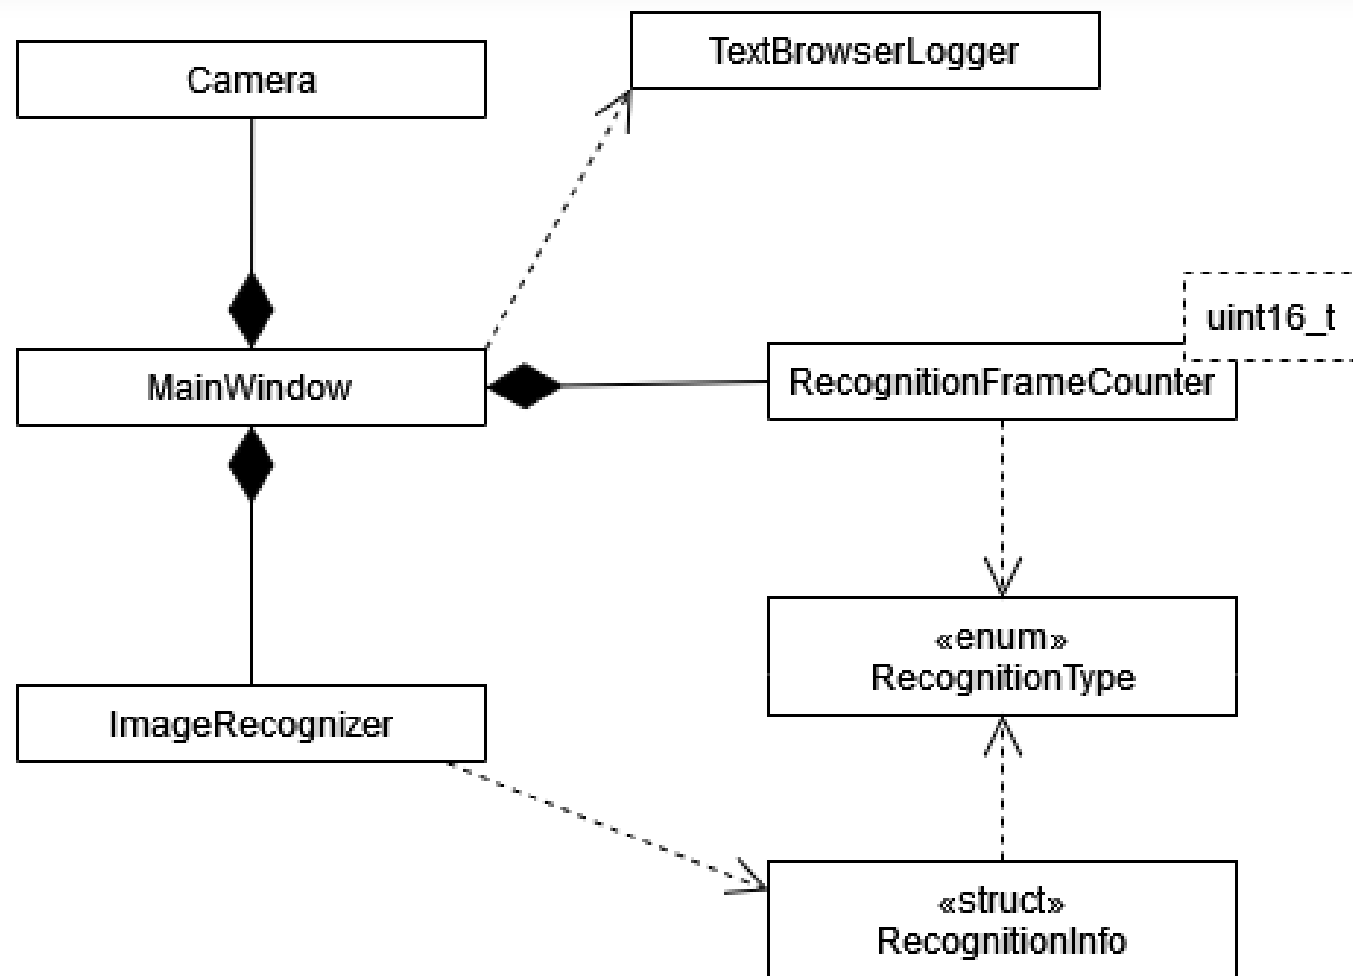 TextBrowserLogger
Camera
uint16_t
MainWindow
RecognitionFrameCounter
«enum»
RecognitionType
ImageRecognizer
«struct»
RecognitionInfo